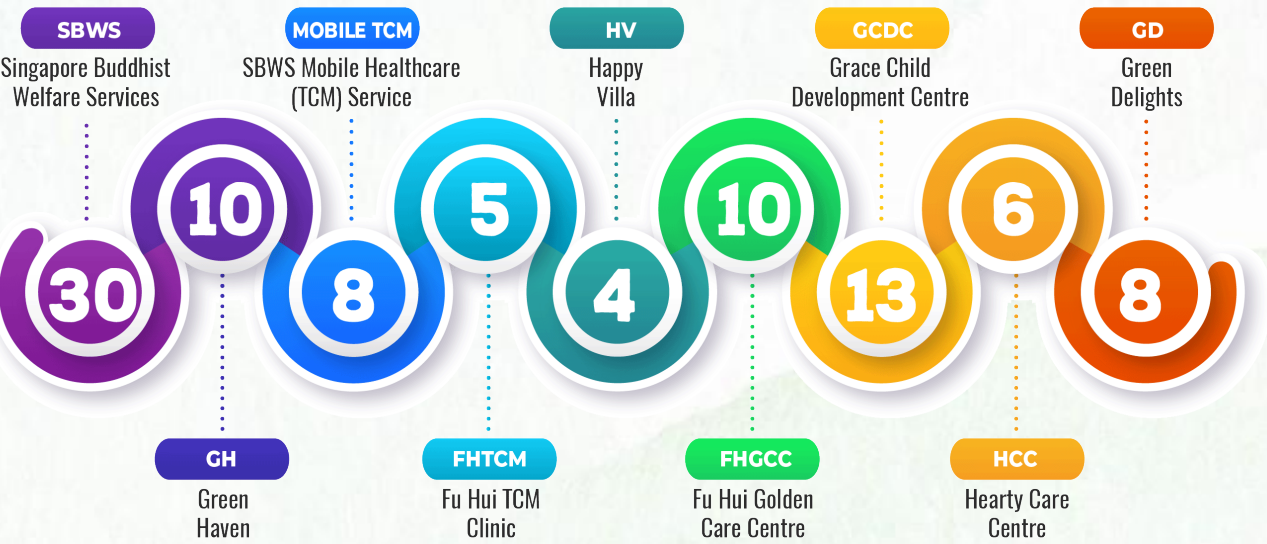 SBWS
Singapore Buddhist
Welfare Services
30
10
GH
Green
Haven
MOBILE TCM
SBWS Mobile Healthcare
(TCM) Service
8
5
FHTCM
Fu Hui TCM
Clinic
HV
Happy
Villa
4
10
FHGCC
Fu Hui Golden
Care Centre
GCDC
Grace Child
Development Centre
13
6
HCC
Hearty Care
Centre
GD
Green
Delights
8